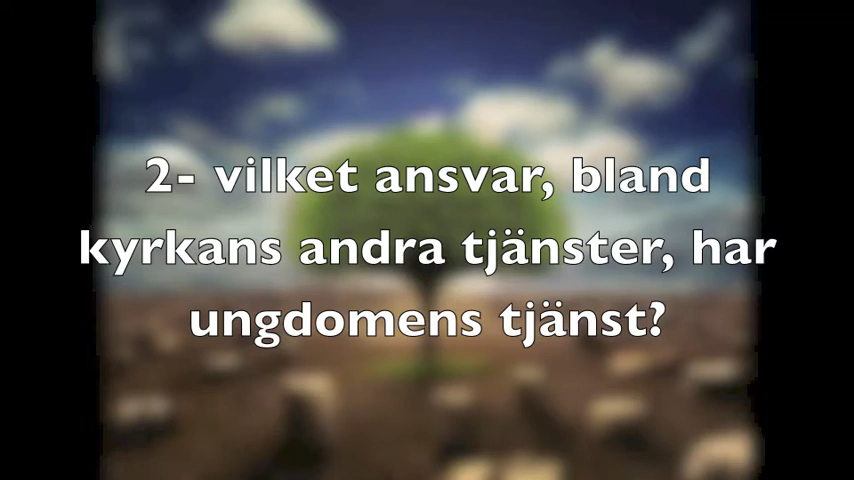 2- vilket ansvar, bland
kyrkans andra tjänster, har
ungdomens tjänst?